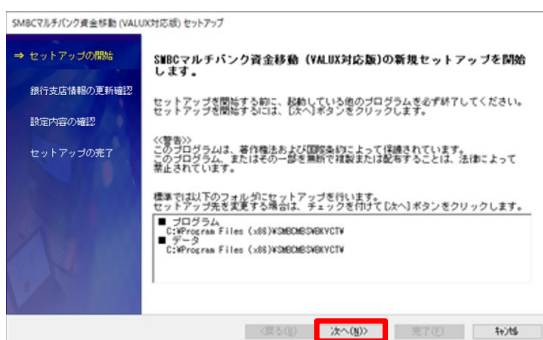 SMBCマルチバンク資金移動 (VALUX対応版) セットアップ
⇒ セットアップの開始
銀行支店情報の更新確認
設定内容の確認
セットアップの完了
SMBCマルチバンク資金移動 (VALUX対応版)の新規セットアップを開始
します。
セットアップを開始する前に、起動している他のプログラムを必ず終了してください。
セットアップを開始するには、[次へ]ボタンをクリックします。
<<警告>>
このプログラムは、著作権法および国際条約によって保護されています。
このプログラム、またはその一部を無断で複製または配布することは、法律によって
禁止されています。
標準では以下のフォルダにセットアップを行います。
セットアップ先を変更する場合は、チェックを付けて[次へ]ボタンをクリックします。
■ プログラム
C:¥Program Files (x86)¥SMBCMBSWBKVCT¥
■ データ
C:¥Program Files (x86)¥SMBCMBSWBKVCT¥
<戻る(B) 次へ(N)> 完了(F) ｷｬﾝｾﾙ